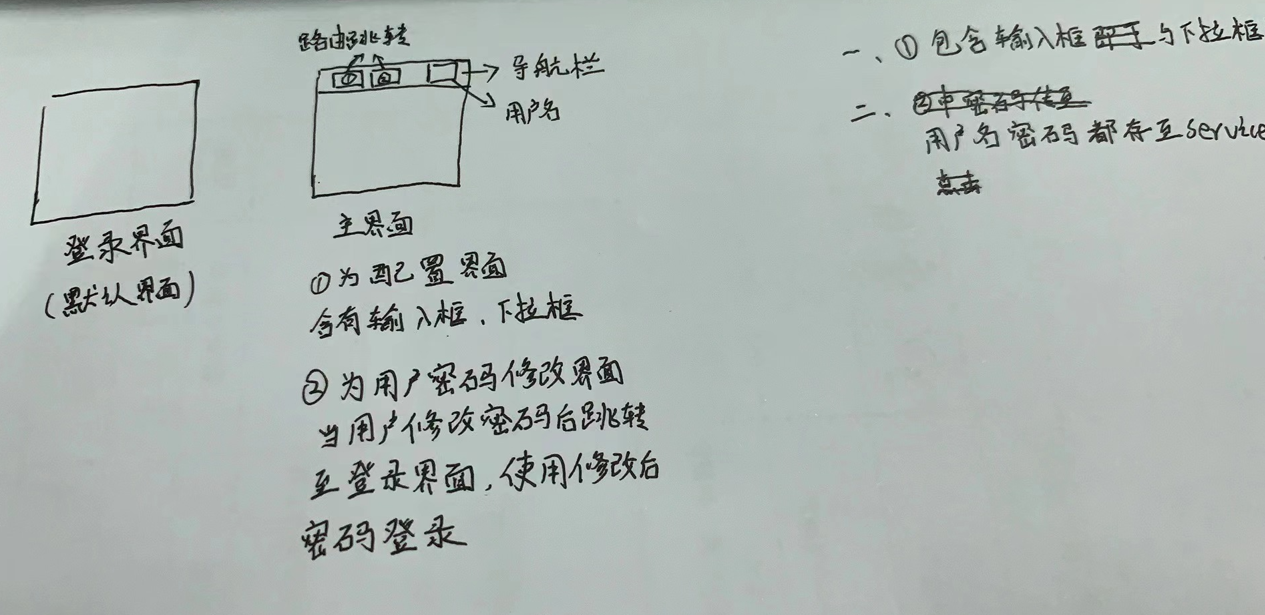 路由跳转
① ②
导航栏
用户名
登录界面
(默认界面)
主界面
①为配置界面
含有输入框、下拉框
②为用户密码修改界面
当用户修改密码后跳转
至登录界面,使用修改后
密码登录
一、①包含输入框与下拉框
二、
用户名密码都存至service